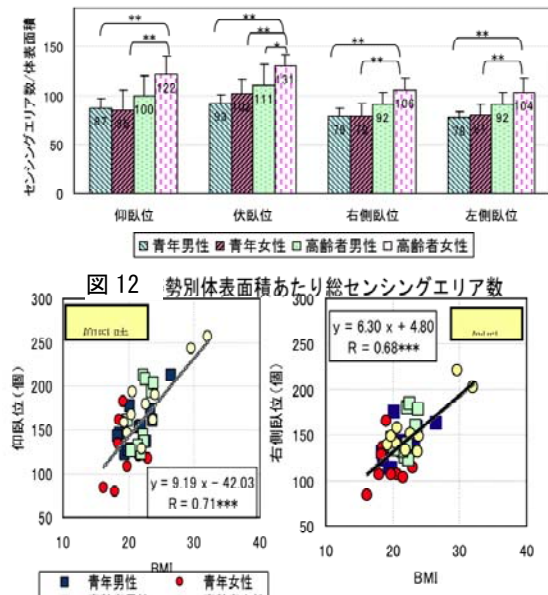 ** ** ** **
** ** ** **
*
センシングエリア数/体表面積
150
100
50
0
87 100 122
93 111 131
79 92 106
78 92 104
仰臥位 伏臥位 右側臥位 左側臥位
青年男性 青年女性 高齢者男性 高齢者女性
図 12 勢別体表面積あたり総センシングエリア数
仰臥位(個)
300
250
200
150
100
50
y = 9.19 x − 42.03
R = 0.71***
10 20 30 40
BMI
右側臥位(個)
300
250
200
150
100
50
y = 6.30 x + 4.80
R = 0.68***
10 20 30 40
BMI
青年男性 青年女性